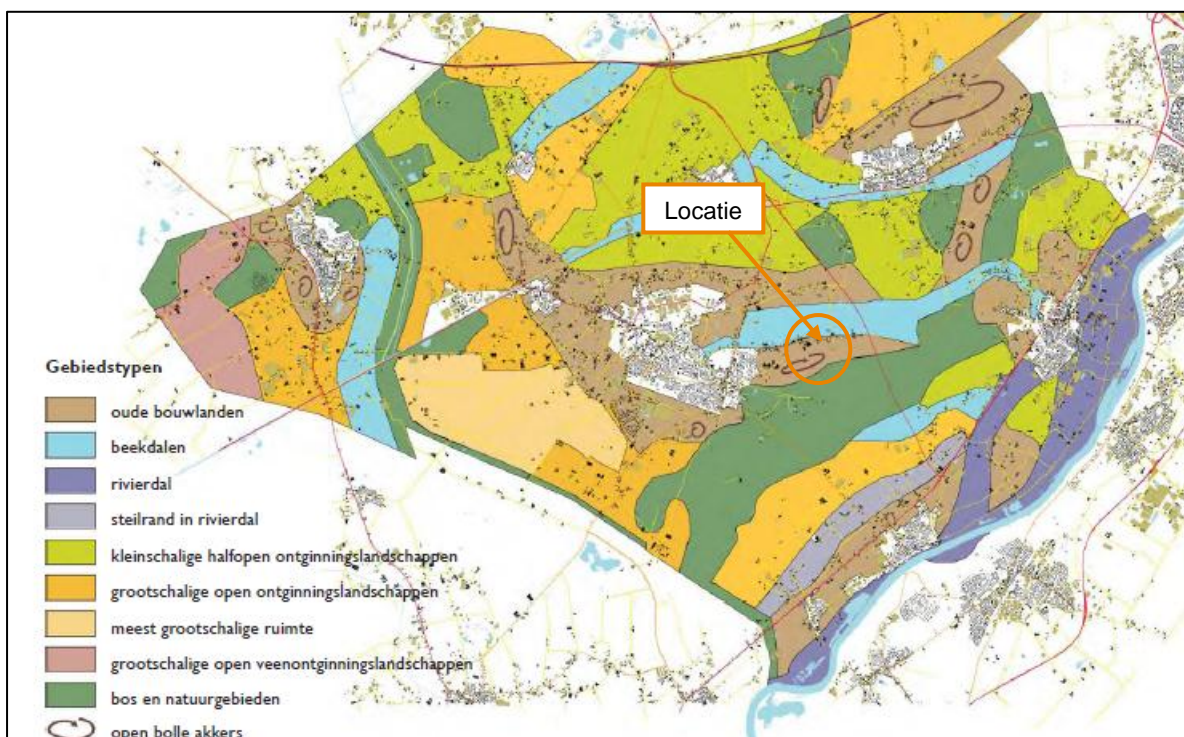 Locatie
Gebiedstypen
oude bouwlanden
beekdalen
rivierdal
steilrand in rivierdal
kleinschalige halfopen ontginningslandschappen
grootschalige open ontginningslandschappen
meest grootschalige ruimte
grootschalige open veenontginningslandschappen
bos en natuurgebieden
open bolle akkers